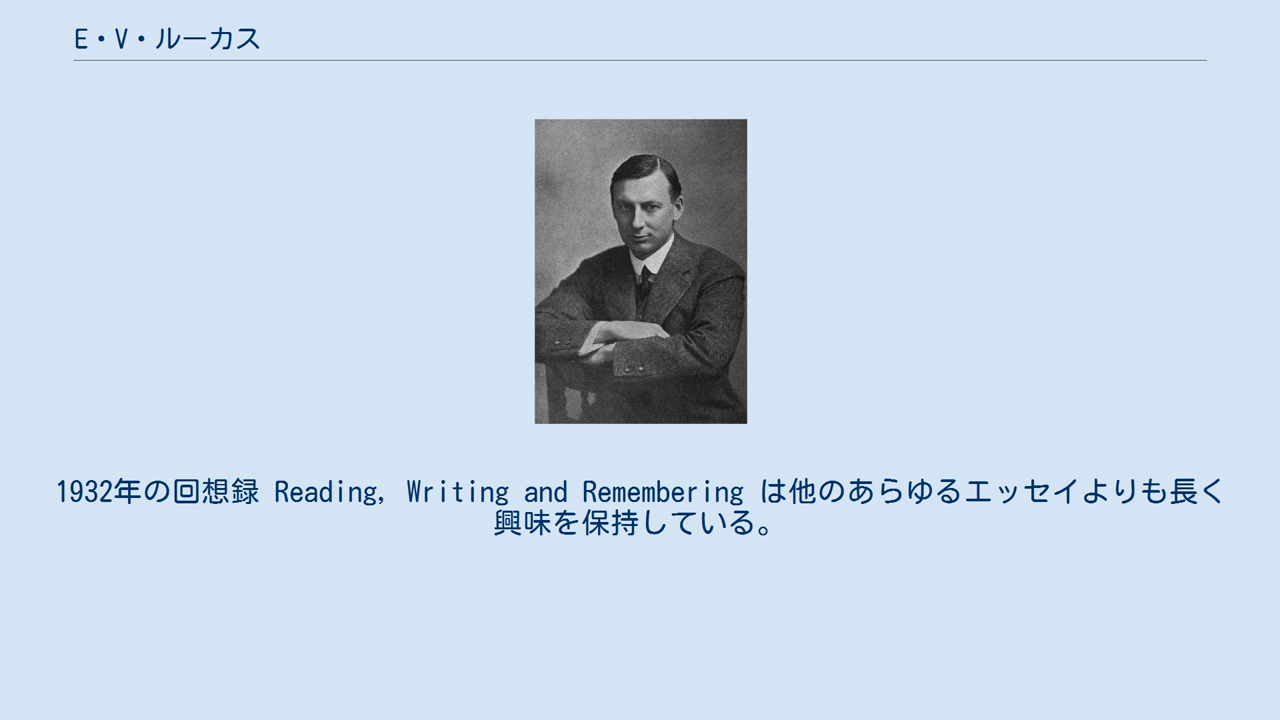 E・V・ルーカス
1932年の回想録 Reading, Writing and Remembering は他のあらゆるエッセイよりも長く
興味を保持している。